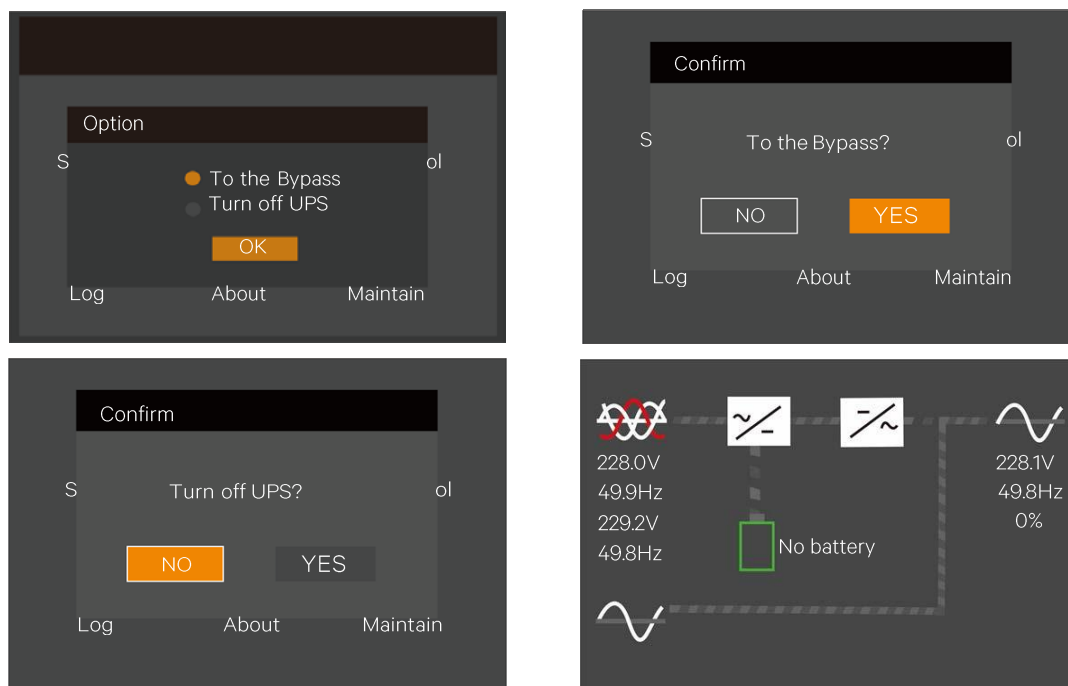 Option
S
ol
To the Bypass
Turn off UPS
OK
Log About Maintain
Confirm
S
To the Bypass?
ol
NO YES
Log About Maintain
Confirm
S
Turn off UPS?
ol
NO YES
Log About Maintain
228.0V
49.9Hz
229.2V
49.8Hz
No battery
228.1V
49.8Hz
0%